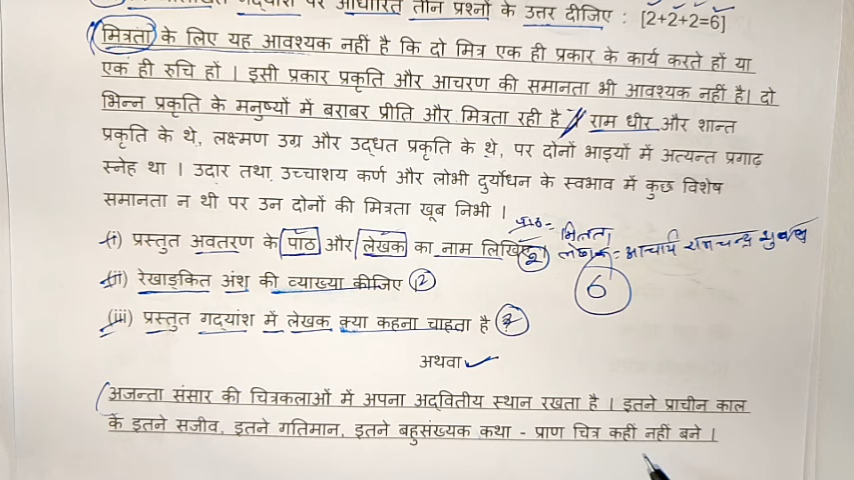 पर आधारित तीन प्रश्नों के उत्तर दीजिए : [2+2+2=6]
मित्रता के लिए यह आवश्यक नहीं है कि दो मित्र एक ही प्रकार के कार्य करते हों या
एक ही रुचि हों । इसी प्रकार प्रकृति और आचरण की समानता भी आवश्यक नहीं है। दो
भिन्न प्रकृति के मनुष्यों में बराबर प्रीति और मित्रता रही है राम धीर और शान्त
प्रकृति के थे, लक्ष्मण उग्र और उद्धत प्रकृति के थे, पर दोनों भाइयों में अत्यन्त प्रगाढ़
स्नेह था । उदार तथा उच्चाशय कर्ण और लोभी दुर्योधन के स्वभाव में कुछ विशेष
समानता न थी पर उन दोनों की मित्रता खूब निभी ।
पाठ = मित्रता
(i) प्रस्तुत अवतरण के पाठ और लेखक का नाम लिखिए। 2 लेखक = आचार्य रामचन्द्र शुक्ल
(ii) रेखाङ्कित अंश की व्याख्या कीजिए 2
6
(iii) प्रस्तुत गद्यांश में लेखक क्या कहना चाहता है 2
अथवा
अजन्ता संसार की चित्रकलाओं में अपना अद्वितीय स्थान रखता है । इतने प्राचीन काल
के इतने सजीव, इतने गतिमान, इतने बहुसंख्यक कथा - प्राण चित्र कहीं नहीं बने ।